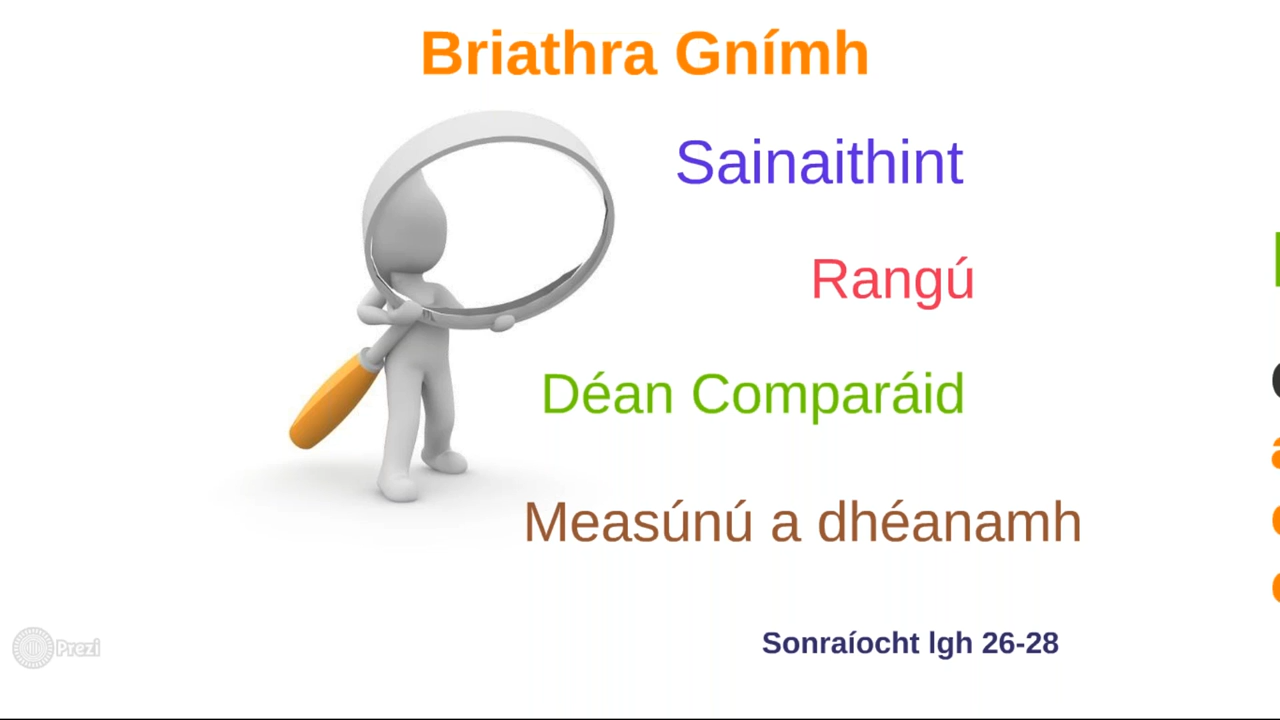 Briathra Gnímh
Sainaithint
Rangú
Déan Comparáid
Measúnú a dhéanamh
Sonraíocht lgh 26-28
Prezi